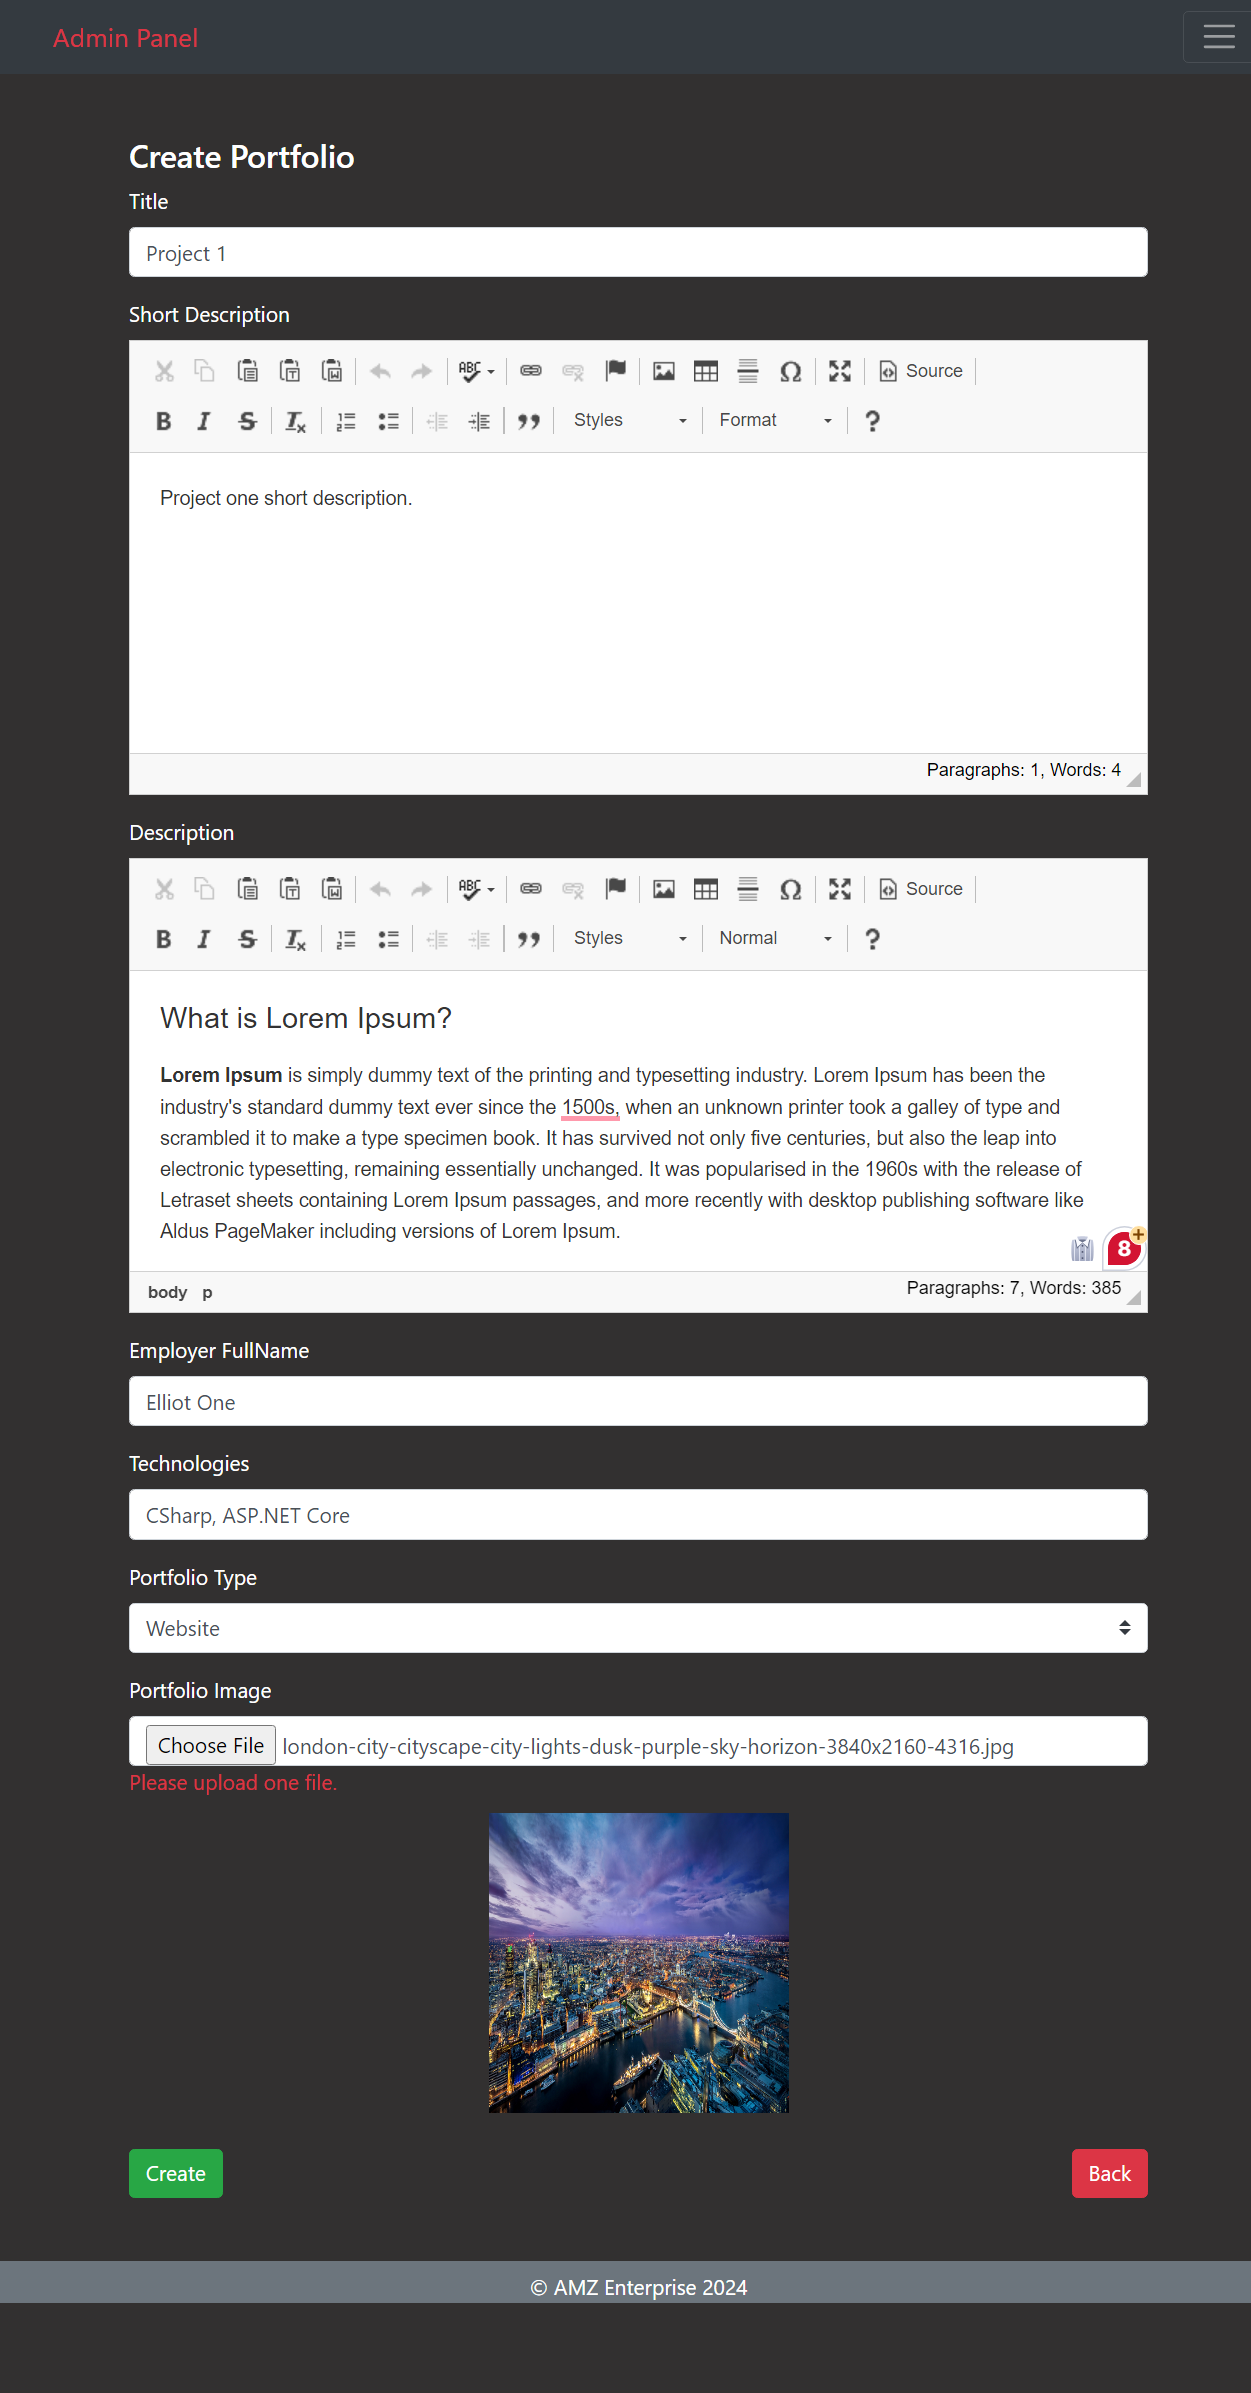 Admin Panel
Create Portfolio
Title
Project 1
Short Description
ABC
Source
B I S Tx Styles Format ?
Project one short description.
Paragraphs: 1, Words: 4
Description
ABC
Source
B I S Tx Styles Normal ?
What is Lorem Ipsum?
Lorem Ipsum is simply dummy text of the printing and typesetting industry. Lorem Ipsum has been the
industry's standard dummy text ever since the 1500s, when an unknown printer took a galley of type and
scrambled it to make a type specimen book. It has survived not only five centuries, but also the leap into
electronic typesetting, remaining essentially unchanged. It was popularised in the 1960s with the release of
Letraset sheets containing Lorem Ipsum passages, and more recently with desktop publishing software like
Aldus PageMaker including versions of Lorem Ipsum.
8
body p
Paragraphs: 7, Words: 385
Employer FullName
Elliot One
Technologies
CSharp, ASP.NET Core
Portfolio Type
Website
Portfolio Image
Choose File london-city-cityscape-city-lights-dusk-purple-sky-horizon-3840x2160-4316.jpg
Please upload one file.
Create
Back
© AMZ Enterprise 2024